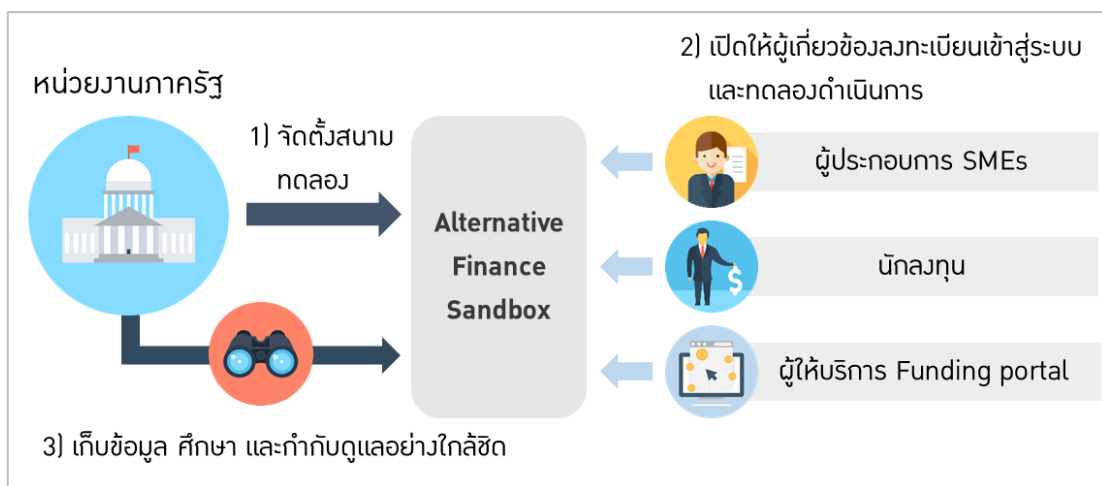 หน่วยงานภาครัฐ
1) จัดตั้งสนาม
ทดลอง
Alternative
Finance
Sandbox
2) เปิดให้ผู้เกี่ยวข้องลงทะเบียนเข้าสู่ระบบ
และทดลองดำเนินการ
ผู้ประกอบการ SMEs
นักลงทุน
$
ผู้ให้บริการ Funding portal
3) เก็บข้อมูล ศึกษา และกำกับดูแลอย่างใกล้ชิด